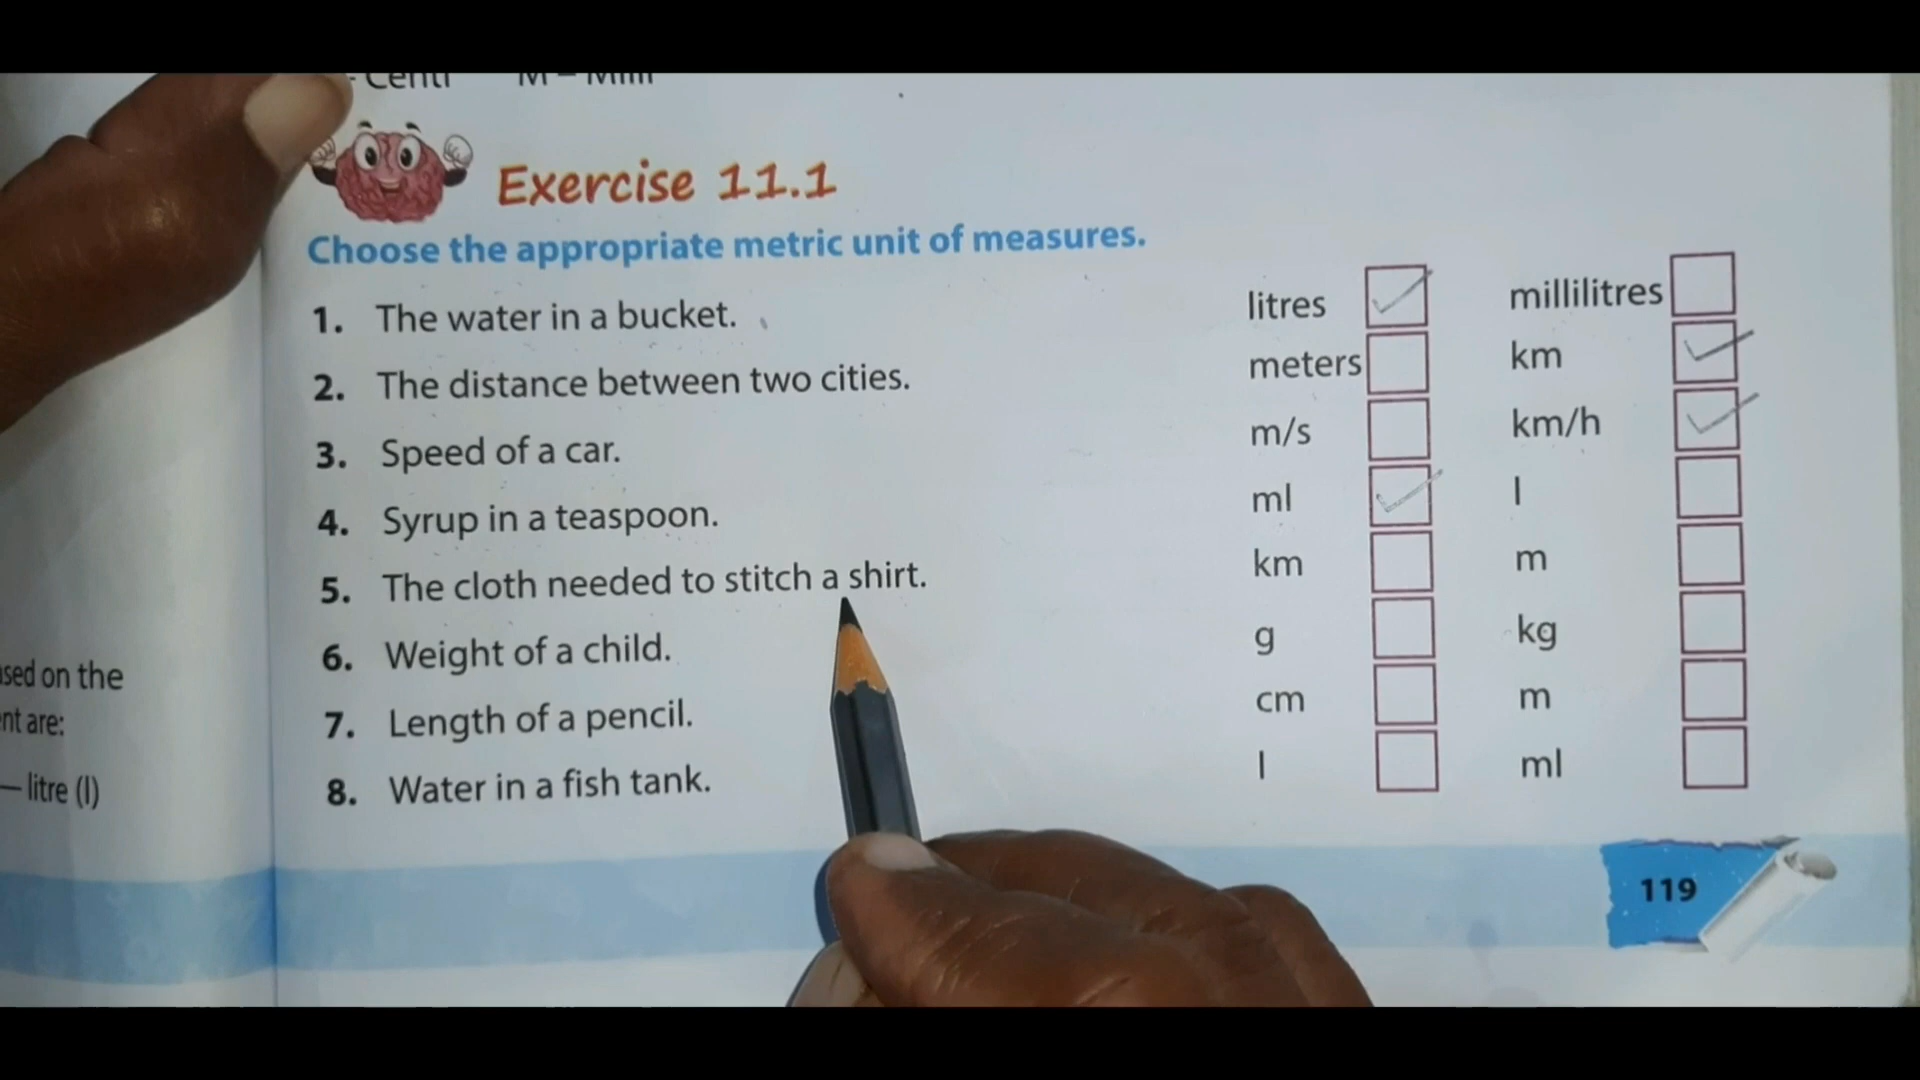 Centi M – Milli
Exercise 11.1
Choose the appropriate metric unit of measures.
1. The water in a bucket. litres millilitres
2. The distance between two cities. meters km
3. Speed of a car. m/s km/h
4. Syrup in a teaspoon. ml l
5. The cloth needed to stitch a shirt. km m
6. Weight of a child. g kg
7. Length of a pencil. cm m
8. Water in a fish tank. l ml
on the
are:
— litre (l)
119